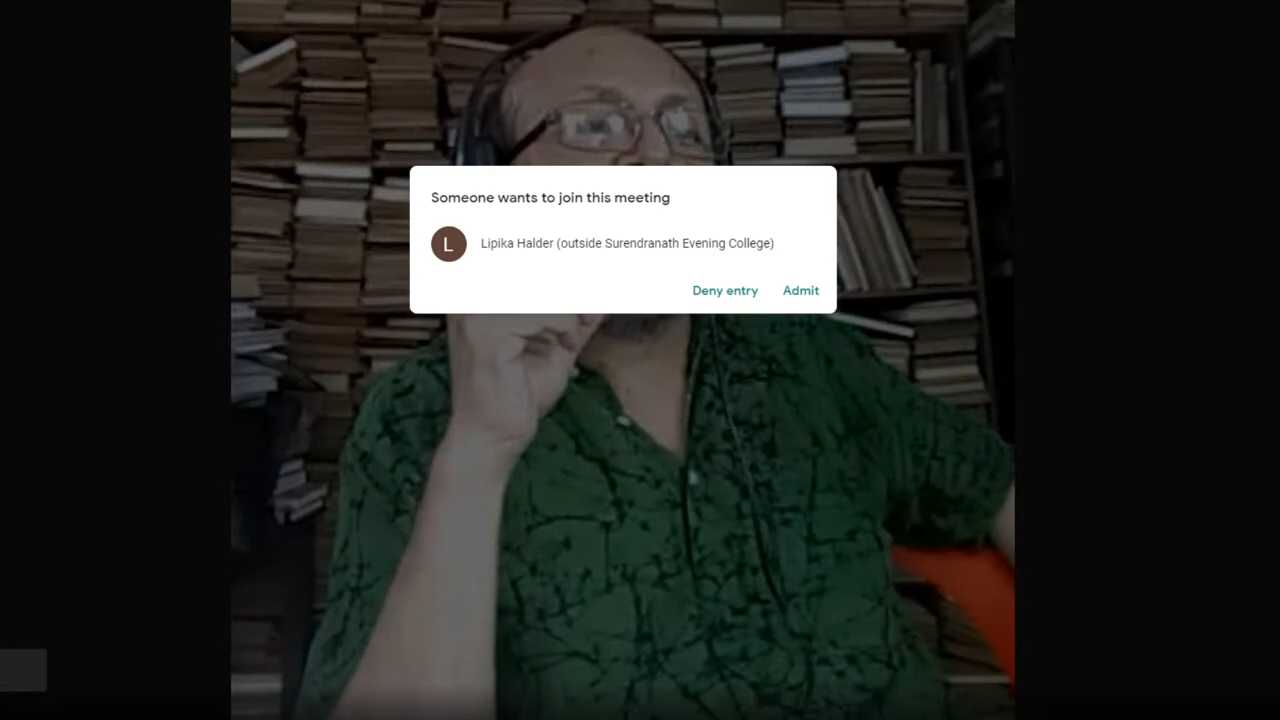 Someone wants to join this meeting
L
Lipika Halder (outside Surendranath Evening College)
Deny entry
Admit